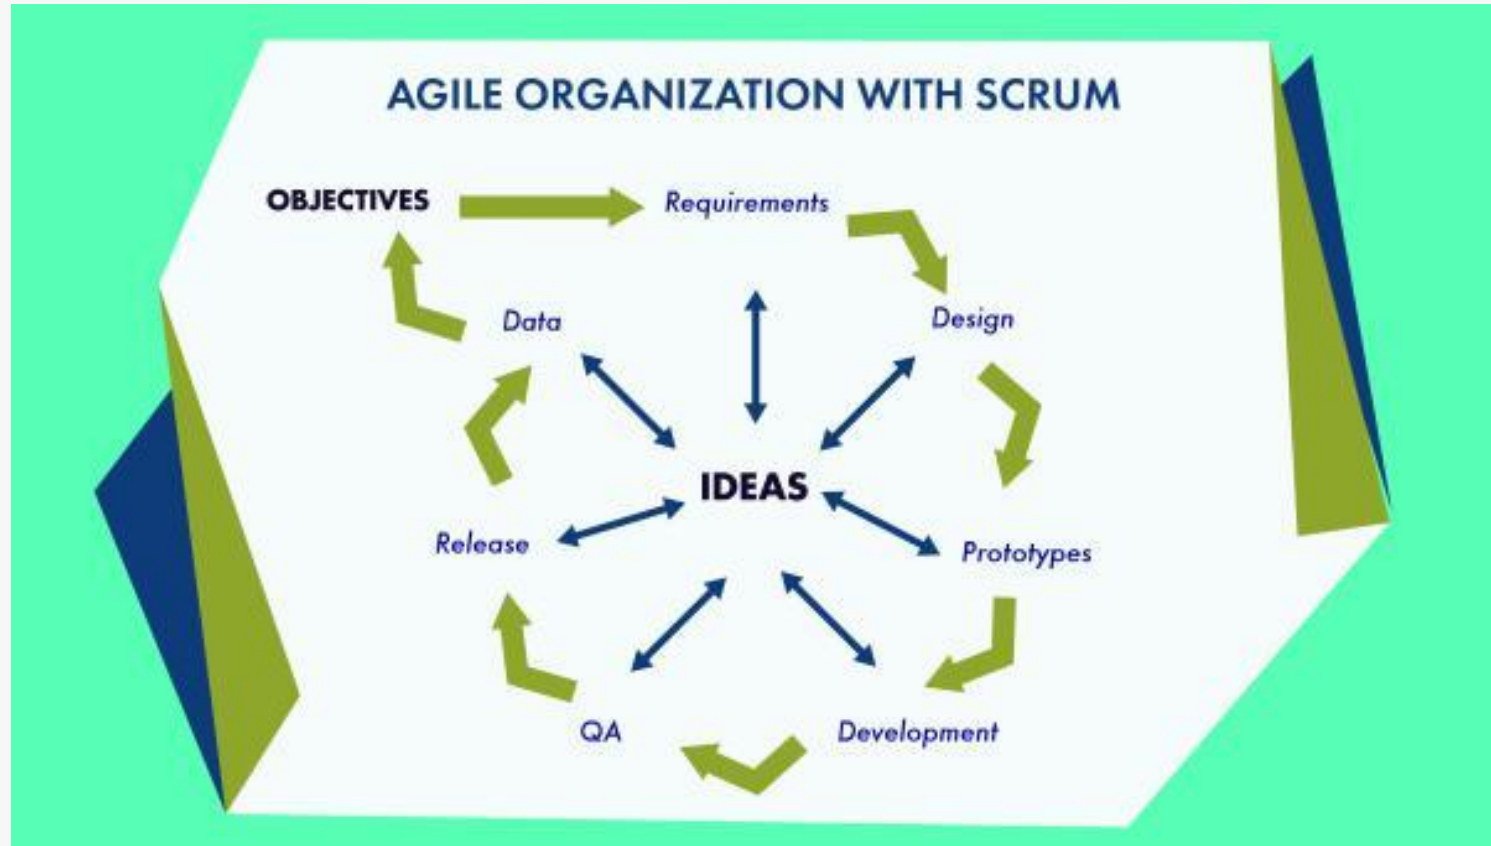 AGILE ORGANIZATION WITH SCRUM
OBJECTIVES
Requirements
Data
Design
IDEAS
Release
Prototypes
QA
Development